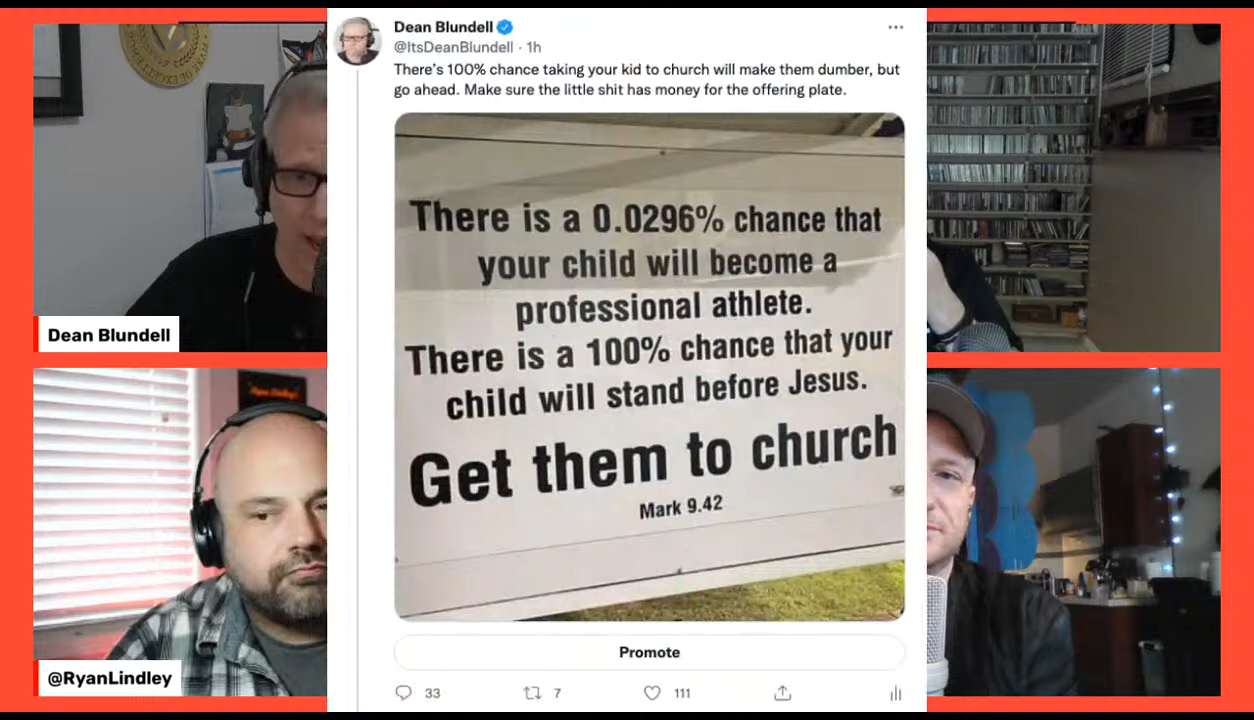 Dean Blundell
@ItsDeanBlundell · 1h
There's 100% chance taking your kid to church will make them dumber, but
go ahead. Make sure the little shit has money for the offering plate.
There is a 0.0296% chance that
your child will become a
professional athlete.
There is a 100% chance that your
child will stand before Jesus.
Get them to church
Mark 9.42
Promote
33 7 111
Dean Blundell
@RyanLindley